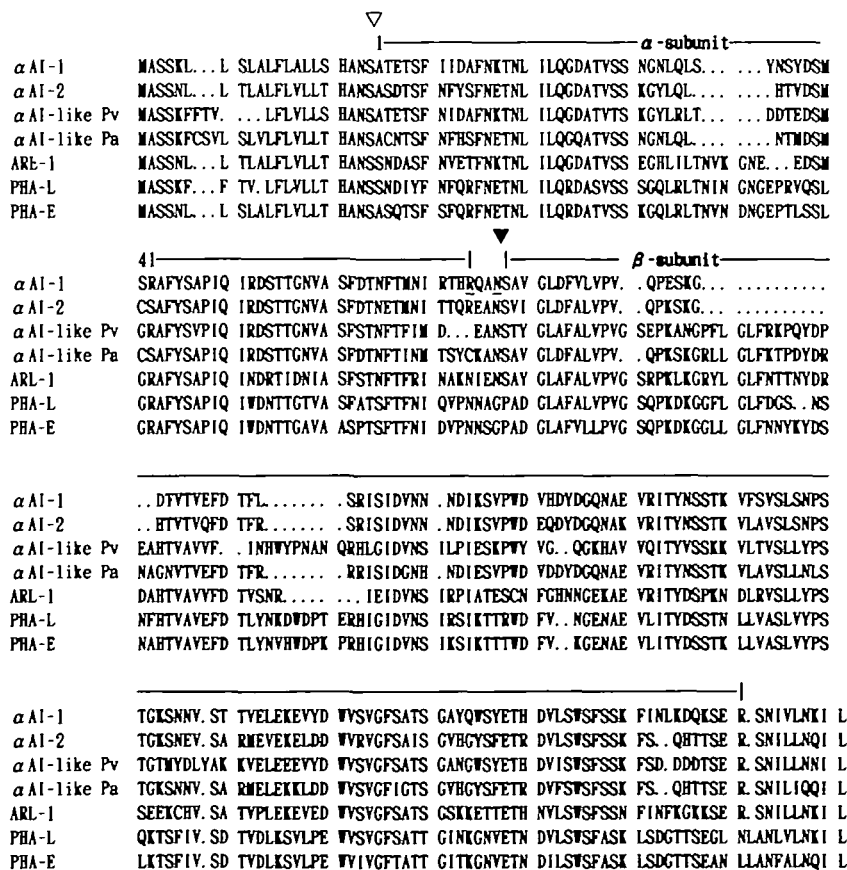 1 α-subunit
αAI-1 MASSKL...L SLALFLALLS HANSATETSF IIDAFNKTNL ILQGDATVSS NGNLQLS... .YNSYDSM
αAI-2 MASSNL...L TLALFLVLLT HANSASDTSF NFYSFNETNL ILQGDATVSS KGYLQL.... ..HTVDSM
αAI-like Pv MASSKFFTV. ..LFLVLLS HANSATETSF NIDAFNKTNL ILQGDATVTS KGYLRLT... .DDTEDSM
αAI-like Pa MASSKFCSVL SLVLFLVLLT HANSACNTSF NFHSFNETNL ILQGQATVSS NGNLQL.... ..NTMDSM
ARL-1 MASSNL...L TLALFLVLLT HANSSNDASF NVETFNKTNL ILQGDATVSS EGHLILTNVK GNE..EDSM
PHA-L MASSKF...F TV.LFLVLLT HANSSNDIYF NFQRFNETNL ILQRDASVSS SGQLRLTNIN GNGEPRVQSL
PHA-E MASSNL...L SLALFLVLLT HANSASQTSF SFQRFNETNL ILQRDATVSS KGQLRLTNVN DNGEPTLSSL
41 β-subunit
αAI-1 SRAFYSAPIQ IRDSTTGNVA SFDTNFTMNI RTHRQANSAV GLDFVLVPV. .QPESKG... ..........
αAI-2 CSAFYSAPIQ IRDSTTGNVA SFDTNETMNI TTQREANSVI GLDFALVPV. .QPKSKG... ..........
αAI-like Pv GRAFYSVPIQ IRDSTTGNVA SFSTNFTFIM D...EANSTY GLAFALVPVG SEPKANGPFL GLFRKPQYDP
αAI-like Pa CSAFYSAPIQ IRDSTTGNVA SFDTNFTINM TSYCKANSAV GLDFALVPV. .QPKSKGRLL GLFKTPDYDR
ARL-1 GRAFYSAPIQ INDRTIDNIA SFSTNFTFRI NAKNIENSAY GLAFALVPVG SRPKLKGRYL GLFNTTNYDR
PHA-L GRAFYSAPIQ IWDNTTGTVA SFATSFTFNI QVPNNAGPAD GLAFALVPVG SQPKDKGGFL GLFDGS..NS
PHA-E GRAFYSAPIQ IWDNTTGAVA ASPTSFTFNI DVPNNSGPAD GLAFVLLPVG SQPKDKGGLL GLFNNYKYDS
αAI-1 ..DTVTVEFD TFL....... .SRISIDVNN .NDIKSVPWD VHDYDGQNAE VRITYNSSTK VFSVSLSNPS
αAI-2 ..HTVTVQFD TFR....... .SRISIDVNN .NDIKSVPWD EQDYDGQNAK VRITYNSSTK VLAVSLSNPS
αAI-like Pv EAHTVAVVF. .INHWYPNAN QRHLGIDVNS ILPIESKPWY VG..QGKHAV VQITYVSSKK VLTVSLLYPS
αAI-like Pa NAGNVTVEFD TFR....... .RRISIDGNH .NDIESVPWD VDDYDGQNAE VRITYNSSTK VLAVSLLNLS
ARL-1 DAHTVAVVFD TVSNR..... ...IEIDVNS IRPIATESCN FGHNNGEKAE VRITYDSPKN DLRVSLLYPS
PHA-L NFHTVAVEFD TLYNKDWDPT ERHIGIDVNS IRSIKTTRWD FV..NGENAE VLITYDSSTN LLVASLVYPS
PHA-E NAHTVAVEFD TLYNVHWDPK PRHIGIDVNS IKSIKTTTWD FV..KGENAE VLITYDSSTK LLVASLVYPS
αAI-1 TGKSNNV.ST TVELEKEVYD WVSVGFSATS GAYQWSYETH DVLSWSFSSK FINLKDQKSE R.SNIVLNKI L
αAI-2 TGKSNEV.SA RMEVEKELDD WVRVGFSAIS GVHGYSFETR DVLSWSFSSK FS..QHTTSE R.SNILLNQI L
αAI-like Pv TGTMYDLYAK KVELEEEVYD WVSVGFSATS GANGWSYETH DVISWSFSSK FSD.DDDTSE R.SNILLNNI L
αAI-like Pa TGKSNNV.SA RMELEKKLDD WVSVGFIGTS GVHGYSFETR DVFSWSFSSK FS..QHTTSE R.SNILIQQI L
ARL-1 SEEKCHV.SA TVPLEKEVED WVSVGFSATS GSKKETTETH NVLSWSFSSN FINFKGKKSE R.SNILLNKI L
PHA-L QKTSFIV.SD TVDLKSVLPE WVSVGFSATT GINKGNVETN DVLSWSFASK LSDGTTSEGL NLANLVLNKI L
PHA-E LKTSFIV.SD TVDLKSVLPE WVIVGFTATT GITKGNVETN DILSWSFASK LSDGTTSEAN LLANFALNQI L